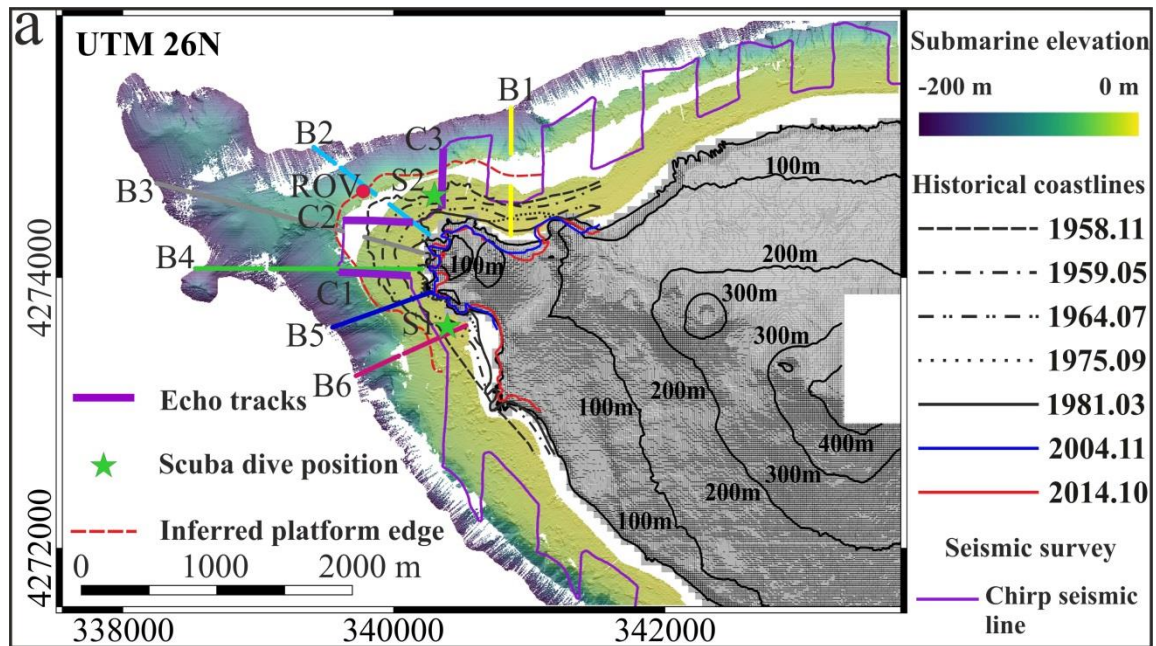 a
UTM 26N
B1
B2
C3
B3
ROV
S2
C2
B4
C1
B5
S1
B6
100m
100m
200m
300m
300m
200m
100m
400m
300m
200m
100m
Echo tracks
Scuba dive position
Inferred platform edge
0 1000 2000 m
4274000
4272000
338000 340000 342000
Submarine elevation
-200 m 0 m
Historical coastlines
1958.11
1959.05
1964.07
1975.09
1981.03
2004.11
2014.10
Seismic survey
Chirp seismic
line